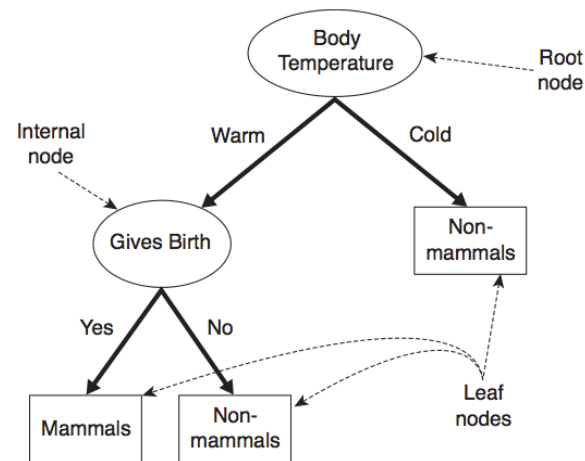 Body
Temperature
Root
node
Internal
node
Warm
Cold
Gives Birth
Non-
mammals
Yes
No
Mammals
Non-
mammals
Leaf
nodes